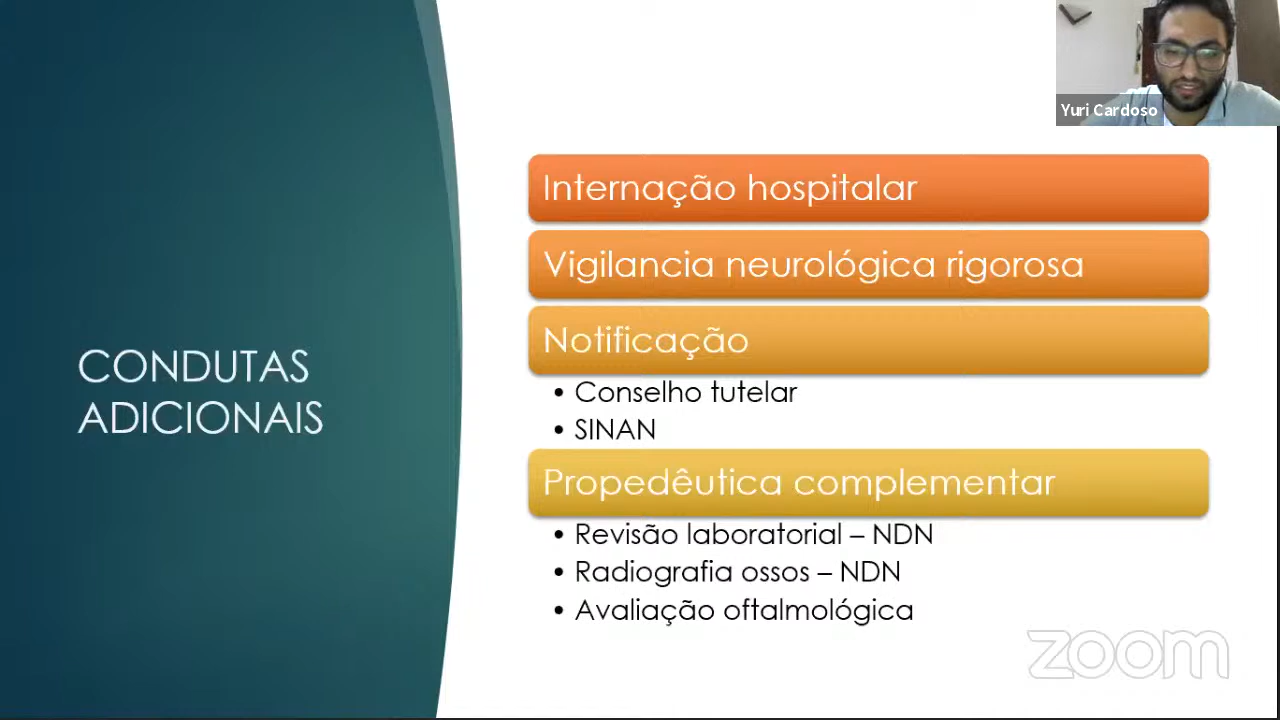 Yuri Cardoso
Internação hospitalar
Vigilancia neurológica rigorosa
Notificação
• Conselho tutelar
• SINAN
CONDUTAS
ADICIONAIS
Propedêutica complementar
• Revisão laboratorial – NDN
• Radiografia ossos – NDN
• Avaliação oftalmológica
zoom